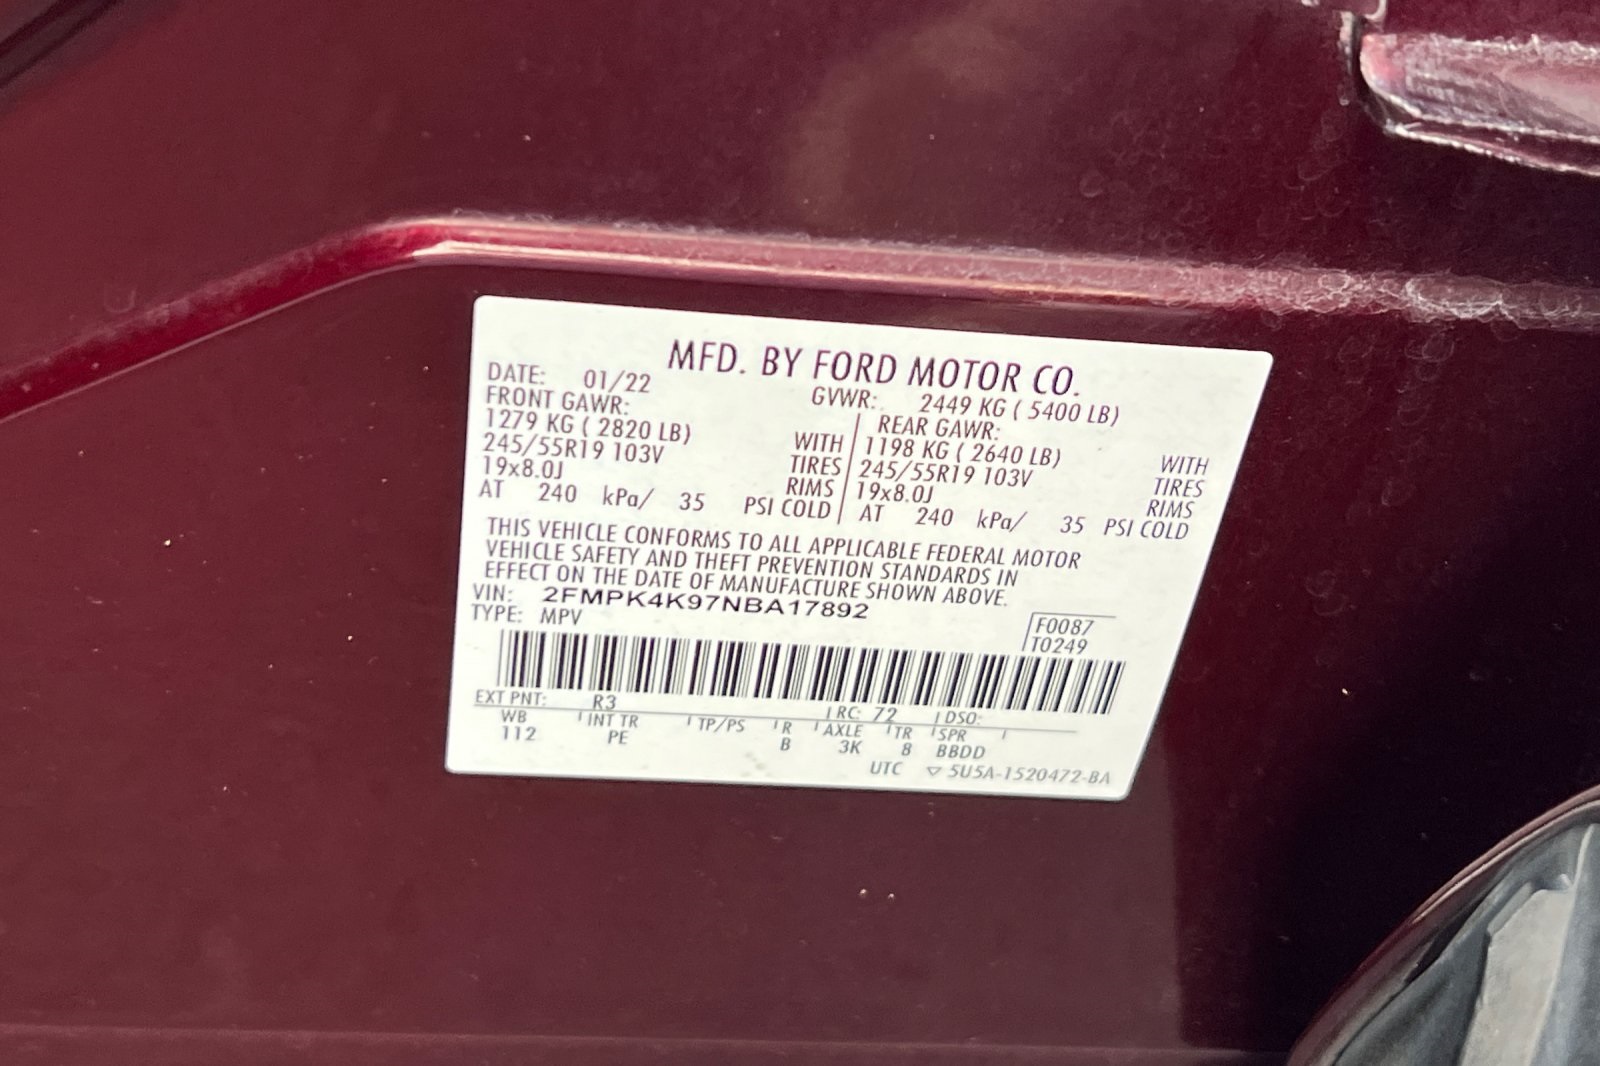 MFD. BY FORD MOTOR CO.
DATE: 01/22 GVWR: 2449 KG ( 5400 LB)
FRONT GAWR: REAR GAWR:
1279 KG ( 2820 LB) WITH 1198 KG ( 2640 LB) WITH
245/55R19 103V TIRES 245/55R19 103V TIRES
19x8.0J RIMS 19x8.0J RIMS
AT 240 kPa/ 35 PSI COLD AT 240 kPa/ 35 PSI COLD
THIS VEHICLE CONFORMS TO ALL APPLICABLE FEDERAL MOTOR
VEHICLE SAFETY AND THEFT PREVENTION STANDARDS IN
EFFECT ON THE DATE OF MANUFACTURE SHOWN ABOVE.
VIN: 2FMPK4K97NBA17892
TYPE: MPV
F0087
T0249
EXT PNT: R3 RC: 72 DSO:
WB INT TR TP/PS R AXLE TR SPR
112 PE B 3K 8 BBDD
UTC ▽ 5U5A-1520472-BA